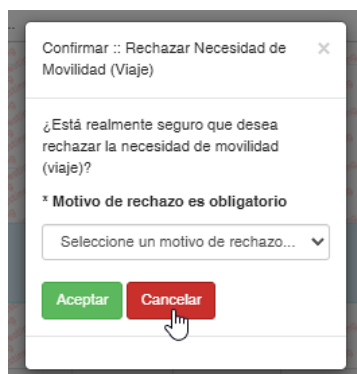 Confirmar :: Rechazar Necesidad de
Movilidad (Viaje)
×
¿Está realmente seguro que desea
rechazar la necesidad de movilidad
(viaje)?
* Motivo de rechazo es obligatorio
Seleccione un motivo de rechazo...
Aceptar
Cancelar